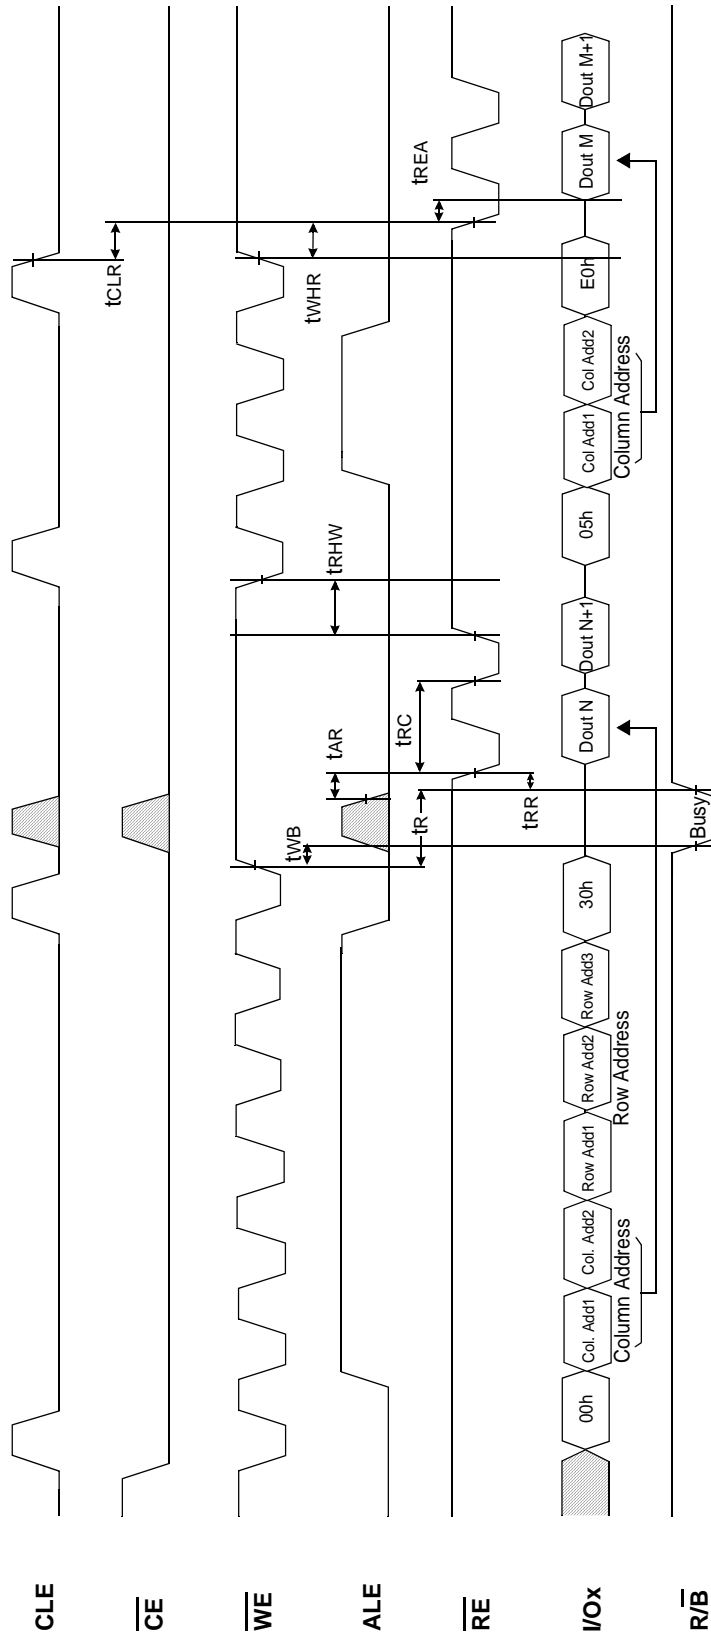 CLE
CE
WE
ALE
RE
I/Ox
R/B
tCLR
tWB
tWHR
tAR
tRHW
tR
tRC
tREA
tRR
00h
Col. Add1
Col. Add2
Row Add1
Row Add2
Row Add3
30h
Dout N
Dout N+1
05h
Col Add1
Col Add2
E0h
Dout M
Dout M+1
Column Address
Row Address
Column Address
Busy